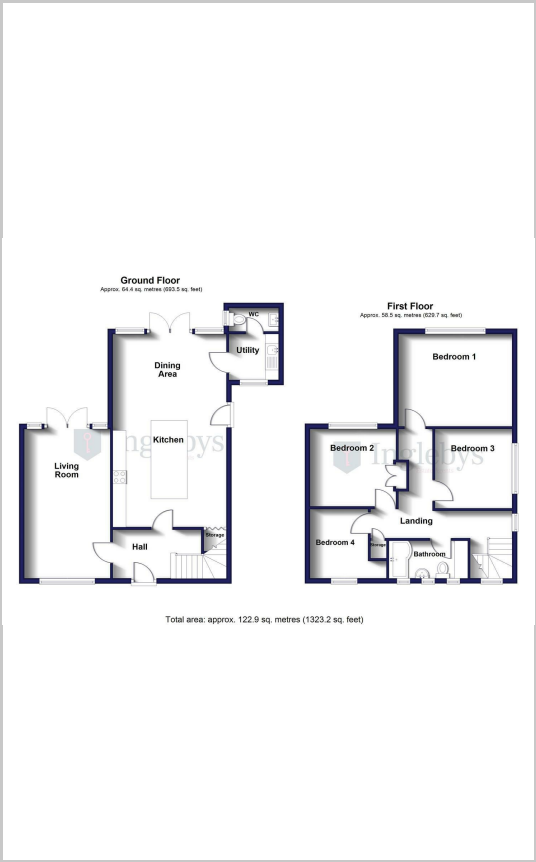 Ground Floor
Approx. 64.4 sq. metres (693.5 sq. feet)
WC
Utility
Dining
Area
Kitchen
Living
Room
Storage
Hall
First Floor
Approx. 58.5 sq. metres (629.7 sq. feet)
Bedroom 1
Bedroom 2
Bedroom 3
Landing
Bedroom 4
Storage
Bathroom
Total area: approx. 122.9 sq. metres (1323.2 sq. feet)
Inglebys
Inglebys